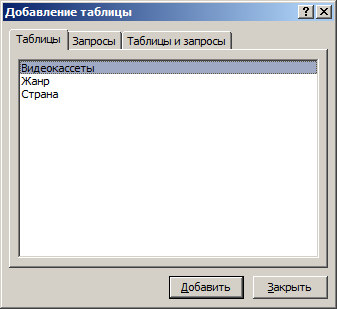 Добавление таблицы
Таблицы Запросы Таблицы и запросы
Видеокассеты
Жанр
Страна
Добавить Закрыть